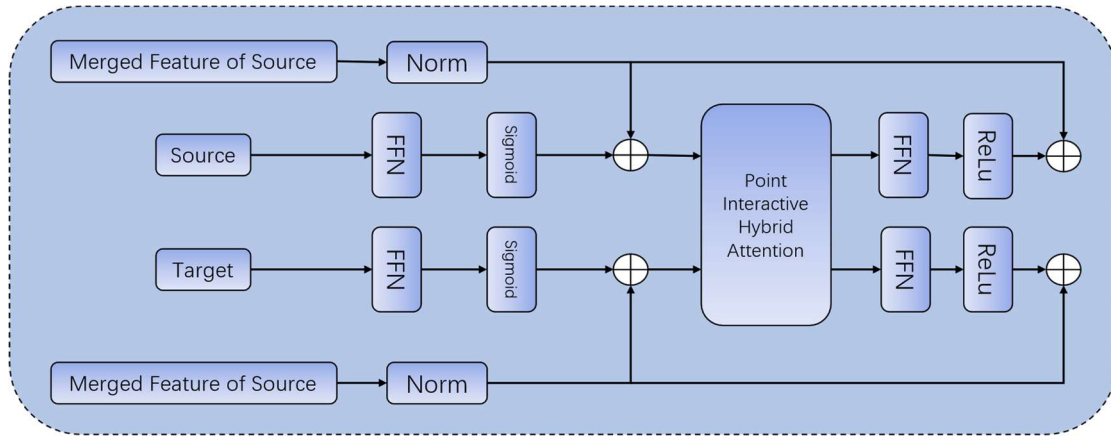 Merged Feature of Source
Norm
Source
FFN
Sigmoid
Point
Interactive
Hybrid
Attention
FFN
ReLu
Target
FFN
Sigmoid
FFN
ReLu
Merged Feature of Source
Norm